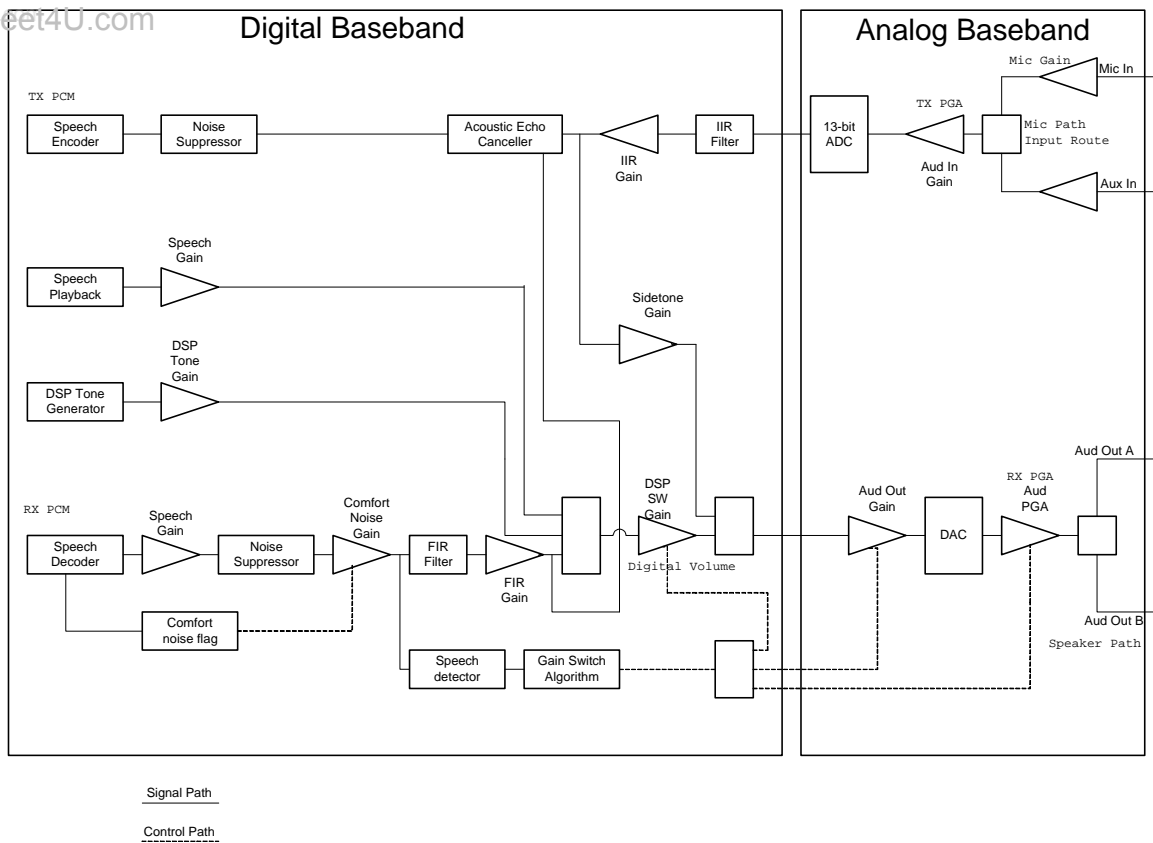 eet4U.com
Digital Baseband
Analog Baseband
Mic Gain
Mic In
TX PCM
TX PGA
Speech
Encoder
Noise
Suppressor
Acoustic Echo
Canceller
IIR
Gain
IIR
Filter
13-bit
ADC
Aud In
Gain
Mic Path
Input Route
Aux In
Speech
Gain
Speech
Playback
Sidetone
Gain
DSP
Tone
Gain
DSP Tone
Generator
Aud Out A
RX PCM
Speech
Decoder
Speech
Gain
Noise
Suppressor
Comfort
Noise
Gain
FIR
Filter
FIR
Gain
DSP
SW
Gain
Digital Volume
Aud Out
Gain
DAC
RX PGA
Aud
PGA
Aud Out B
Speaker Path
Comfort
noise flag
Speech
detector
Gain Switch
Algorithm
Signal Path
Control Path